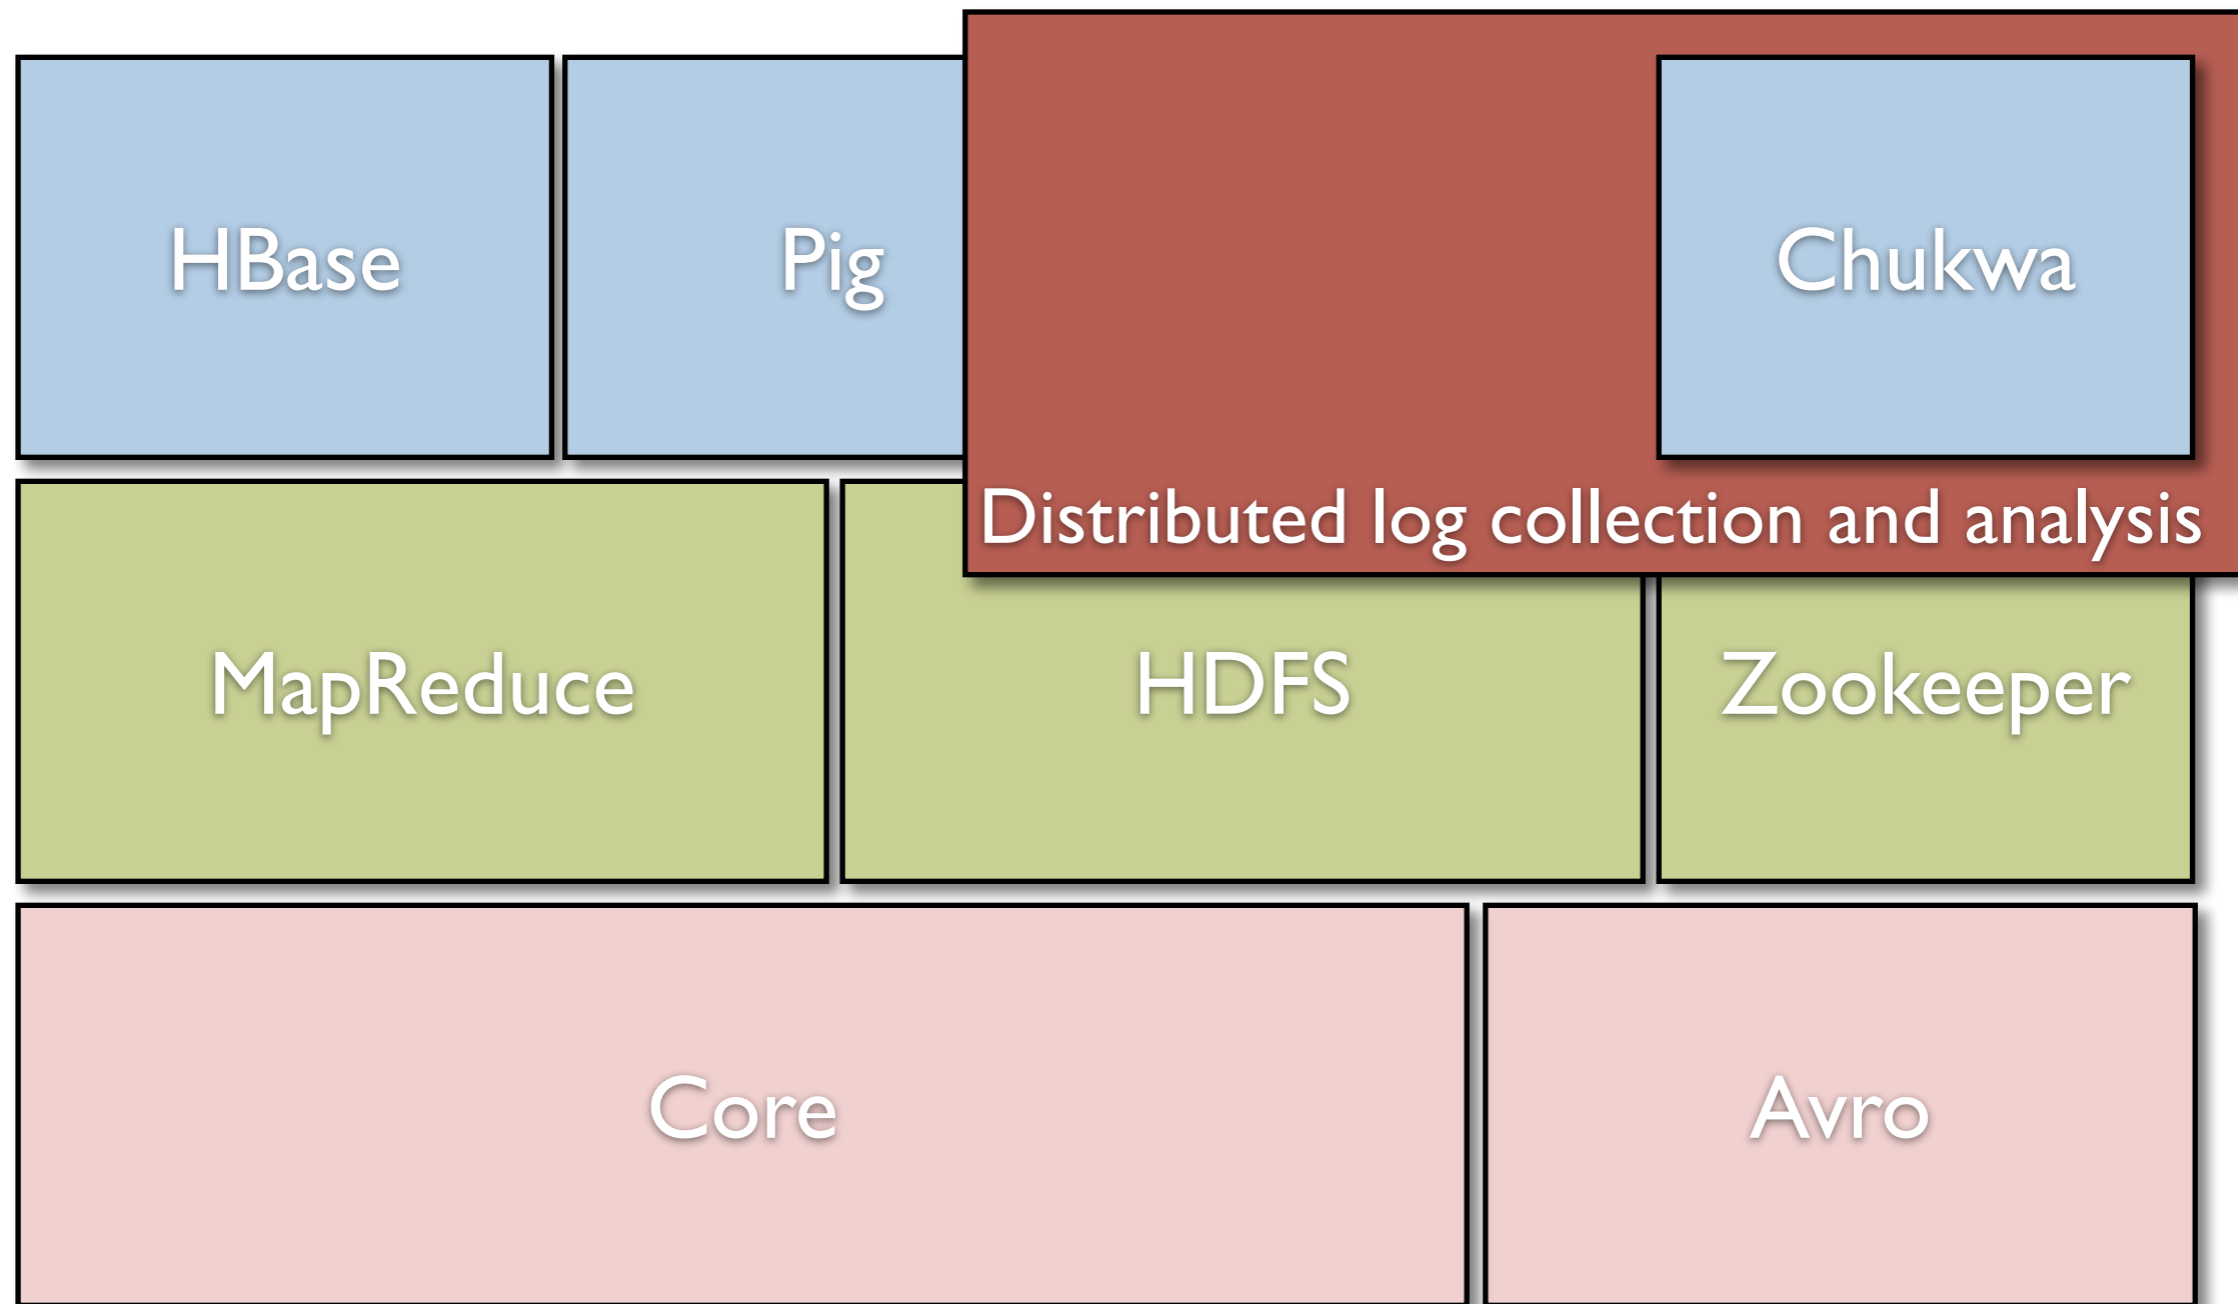 HBase
Pig
Chukwa
Distributed log collection and analysis
MapReduce
HDFS
Zookeeper
Core
Avro